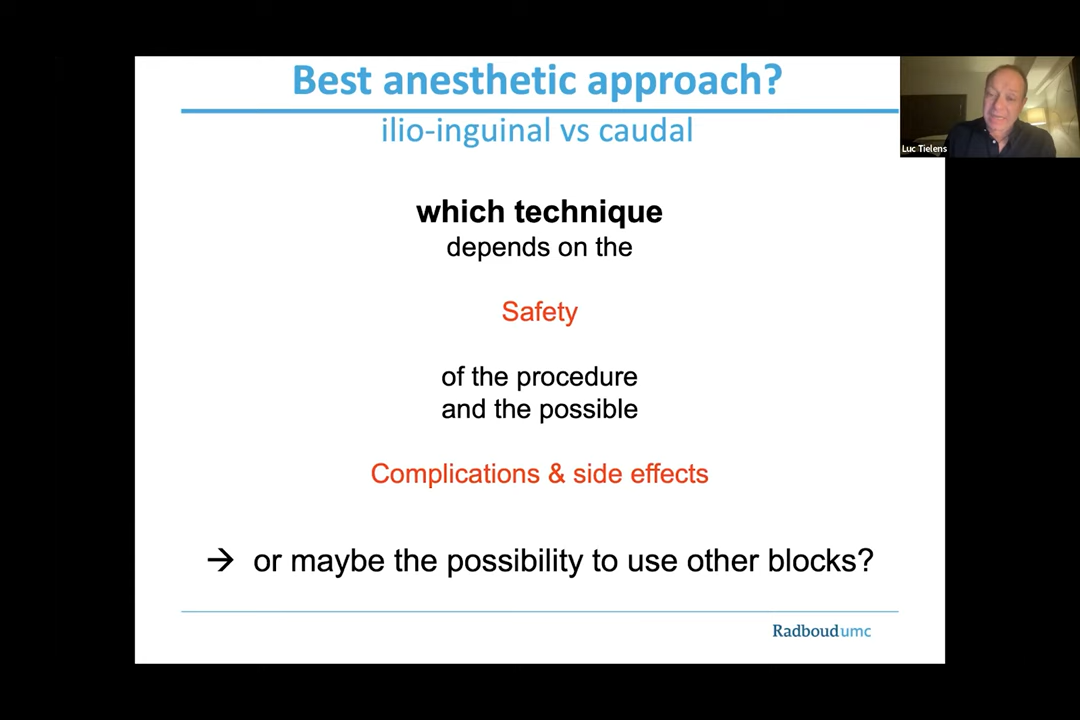 Best anesthetic approach?
ilio-inguinal vs caudal
Luc Tielens
which technique
depends on the
Safety
of the procedure
and the possible
Complications & side effects
→ or maybe the possibility to use other blocks?
Radboudumc